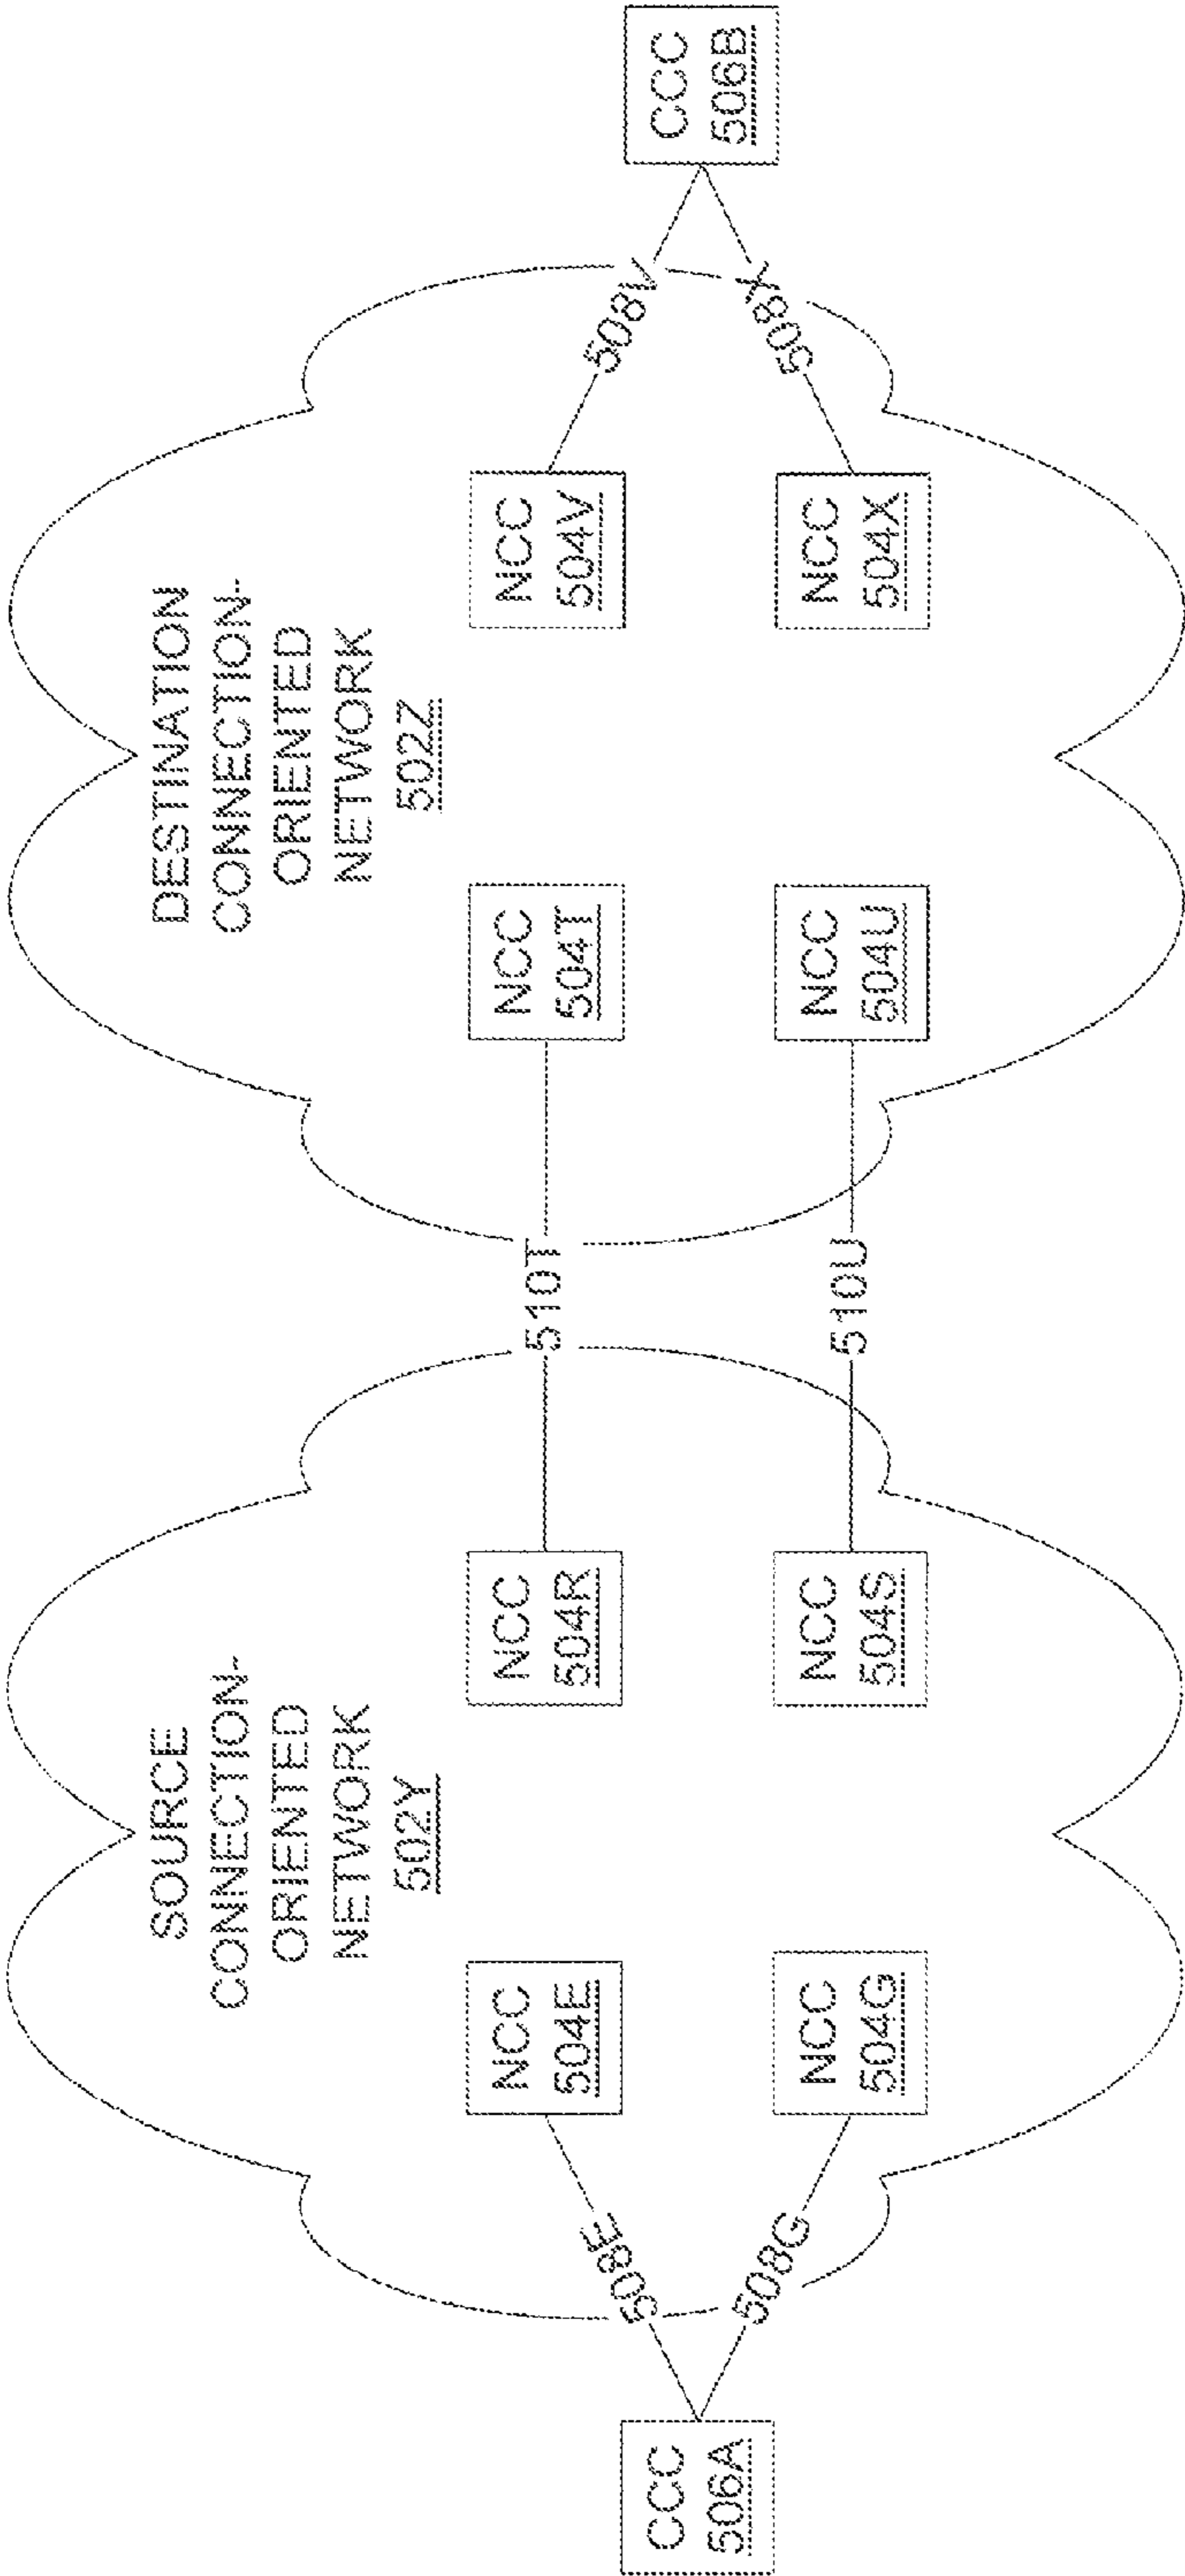 SOURCE
CONNECTION-
ORIENTED
NETWORK
502Y
DESTINATION
CONNECTION-
ORIENTED
NETWORK
502Z
CCC
506A
508E
508G
NCC
504E
NCC
504G
NCC
504R
NCC
504S
510T
510U
NCC
504T
NCC
504U
NCC
504V
NCC
504X
508V
508X
CCC
506B